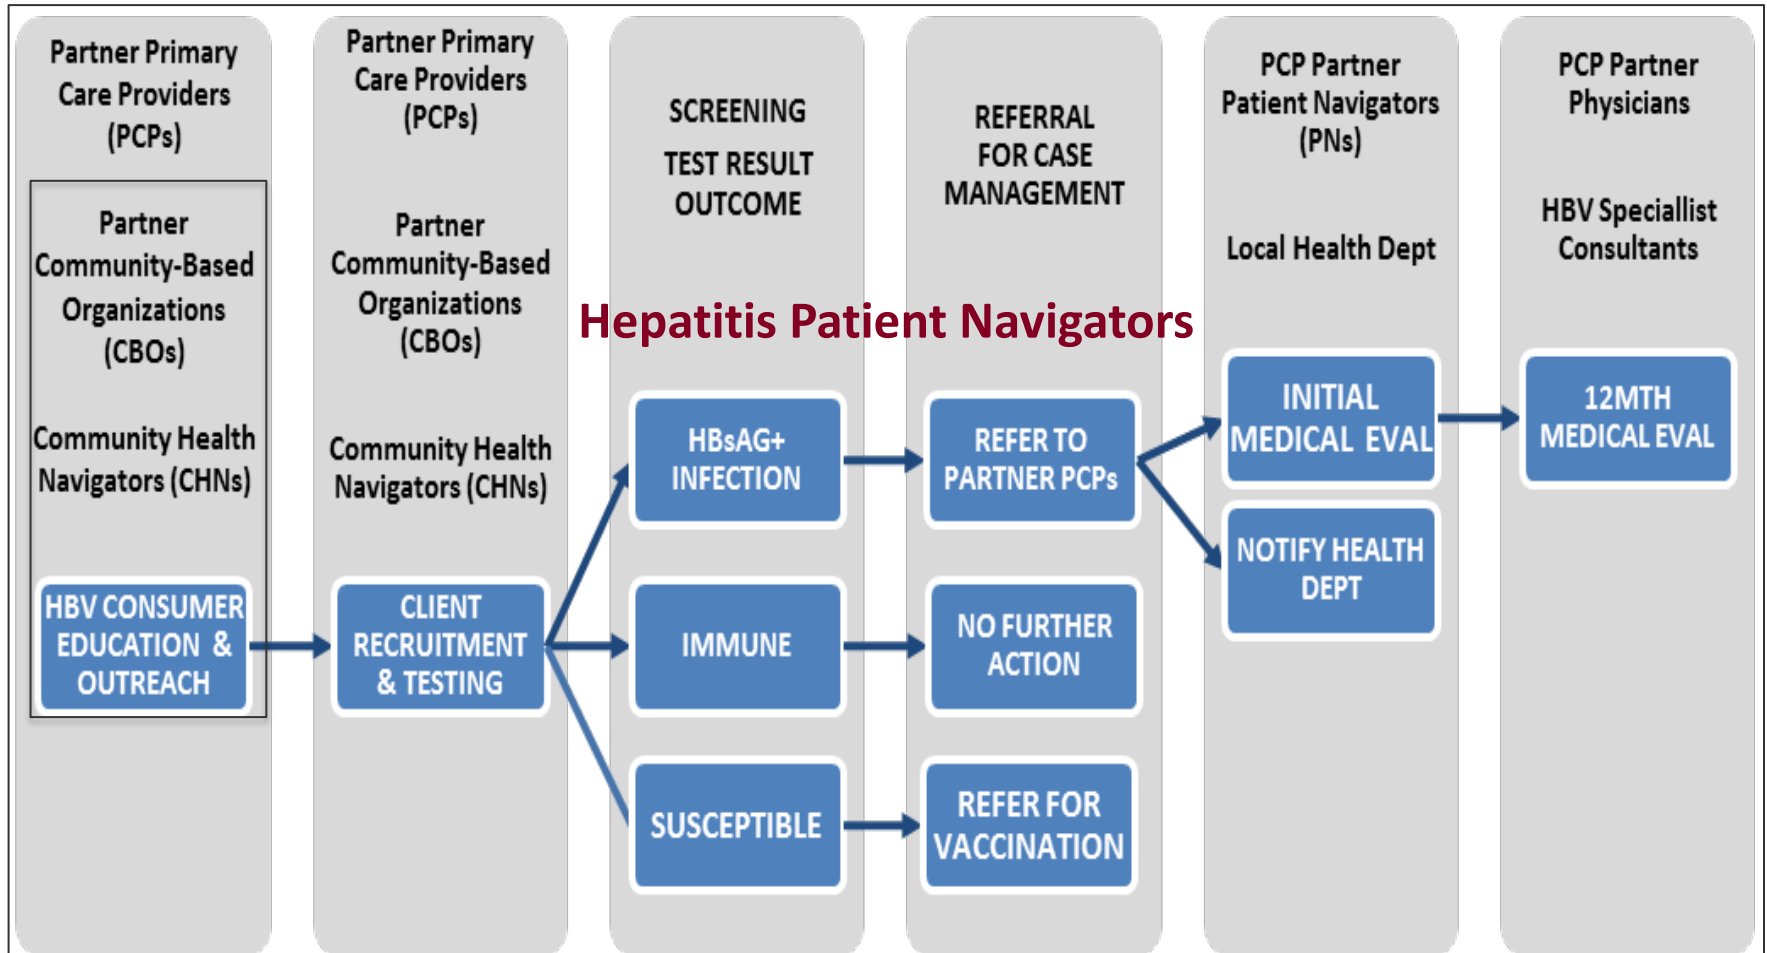 Partner Primary
Care Providers
(PCPs)
Partner
Community-Based
Organizations
(CBOs)
Community Health
Navigators (CHNs)
HBV CONSUMER
EDUCATION &
OUTREACH
Partner Primary
Care Providers
(PCPs)
Partner
Community-Based
Organizations
(CBOs)
Community Health
Navigators (CHNs)
CLIENT
RECRUITMENT
& TESTING
SCREENING
TEST RESULT
OUTCOME
REFERRAL
FOR CASE
MANAGEMENT
Hepatitis Patient Navigators
HBsAG+
INFECTION
IMMUNE
SUSCEPTIBLE
REFER TO
PARTNER PCPs
NO FURTHER
ACTION
REFER FOR
VACCINATION
PCP Partner
Patient Navigators
(PNs)
Local Health Dept
INITIAL
MEDICAL EVAL
NOTIFY HEALTH
DEPT
PCP Partner
Physicians
HBV Speciallist
Consultants
12MTH
MEDICAL EVAL